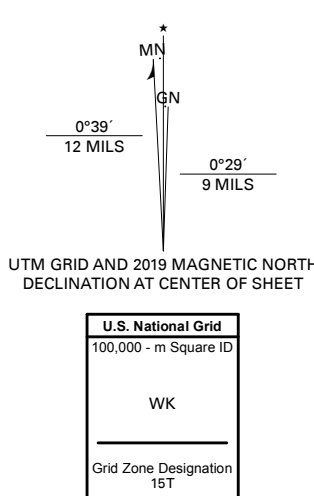 ★
MN
GN
0°39´
12 MILS
0°29´
9 MILS
UTM GRID AND 2019 MAGNETIC NORTH
DECLINATION AT CENTER OF SHEET
U.S. National Grid
100,000 - m Square ID
WK
Grid Zone Designation
15T